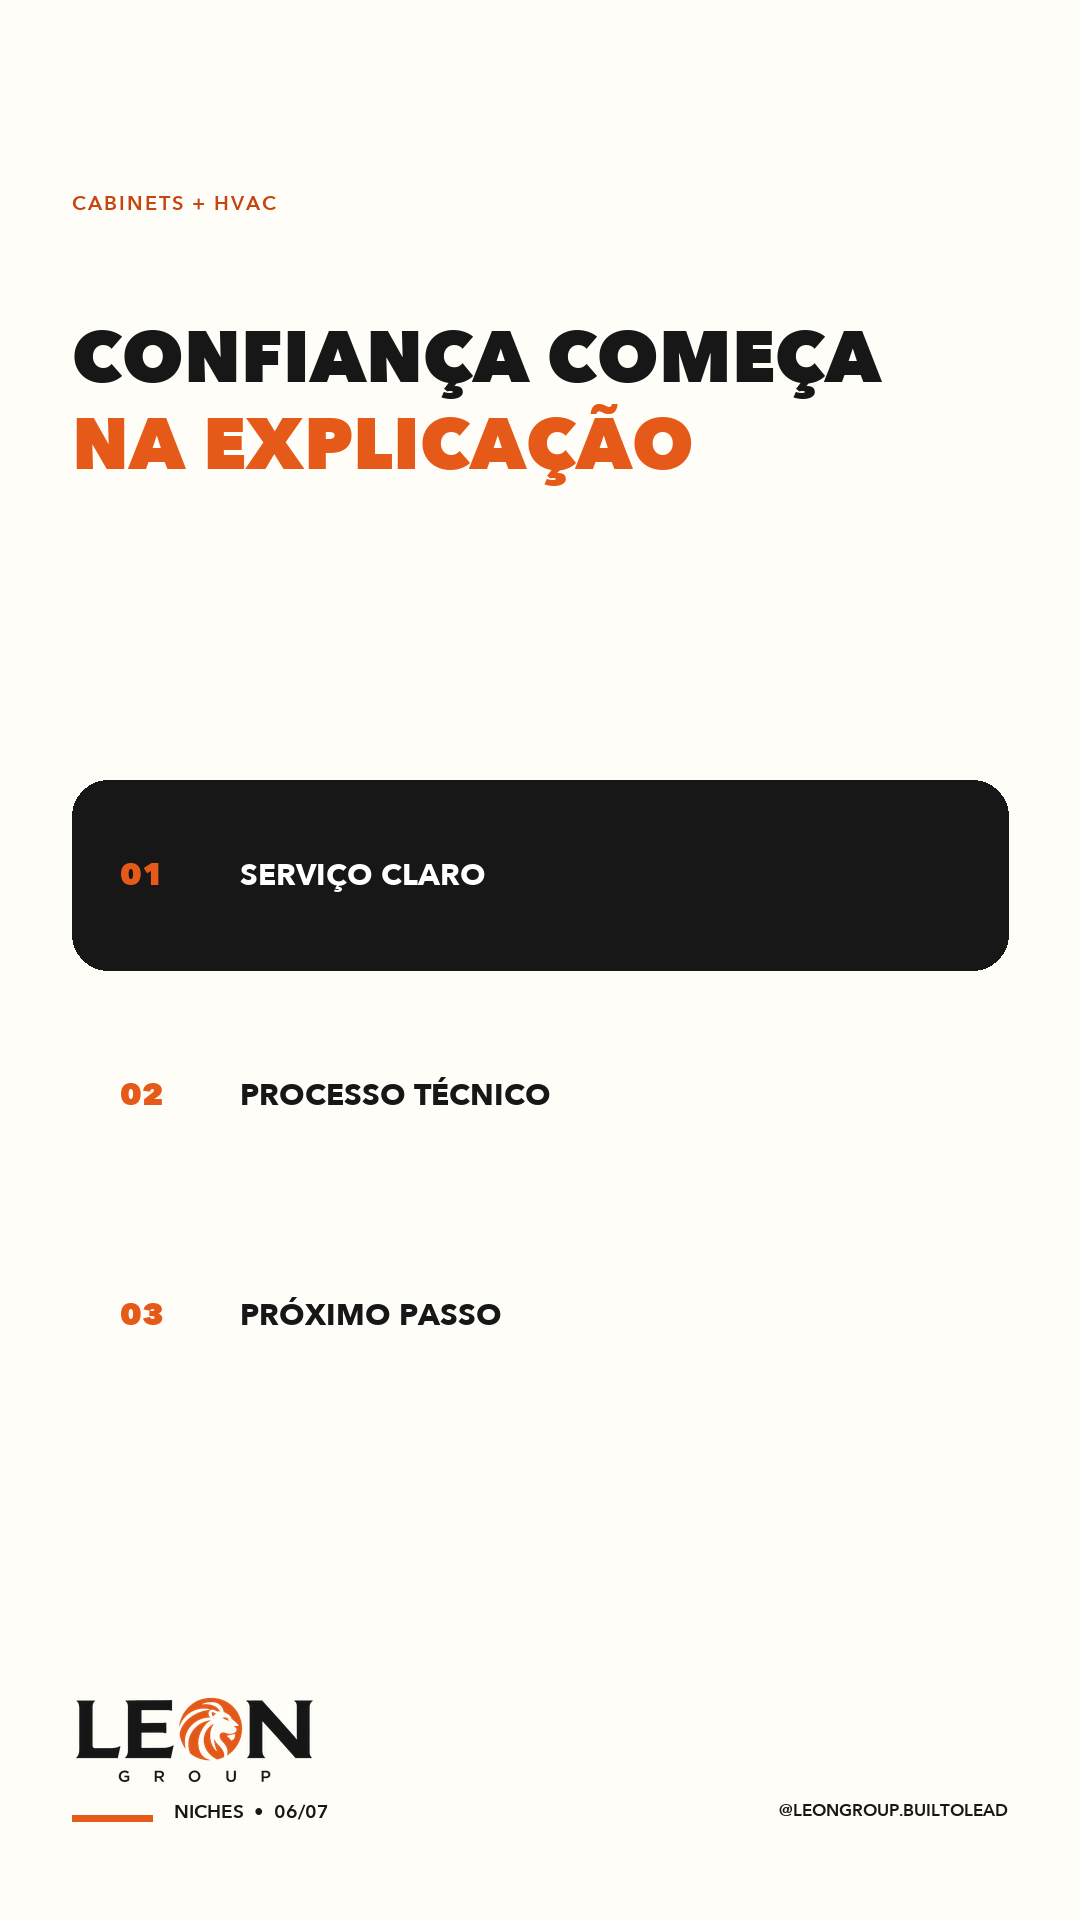 CABINETS + HVAC
CONFIANÇA COMEÇA
NA EXPLICAÇÃO
01 SERVIÇO CLARO
02 PROCESSO TÉCNICO
03 PRÓXIMO PASSO
LEON
GROUP
NICHES • 06/07
@LEONGROUP.BUILTOLEAD